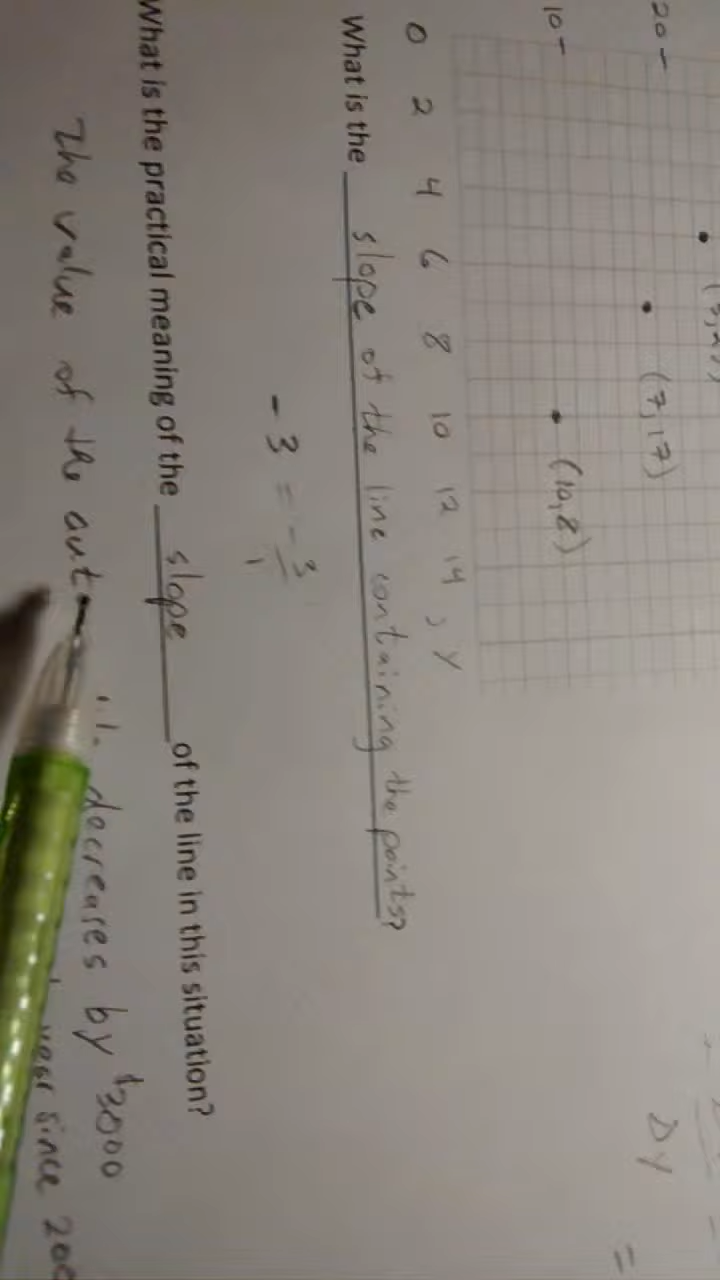 20
(7,17)
10
(10,8)
0 2 4 6 8 10 12 14 , y
What is the slope of the line containing the points?
-3 = -3/1
What is the practical meaning of the slope of the line in this situation?
The value of the decreases by $3000
year since
Δy =